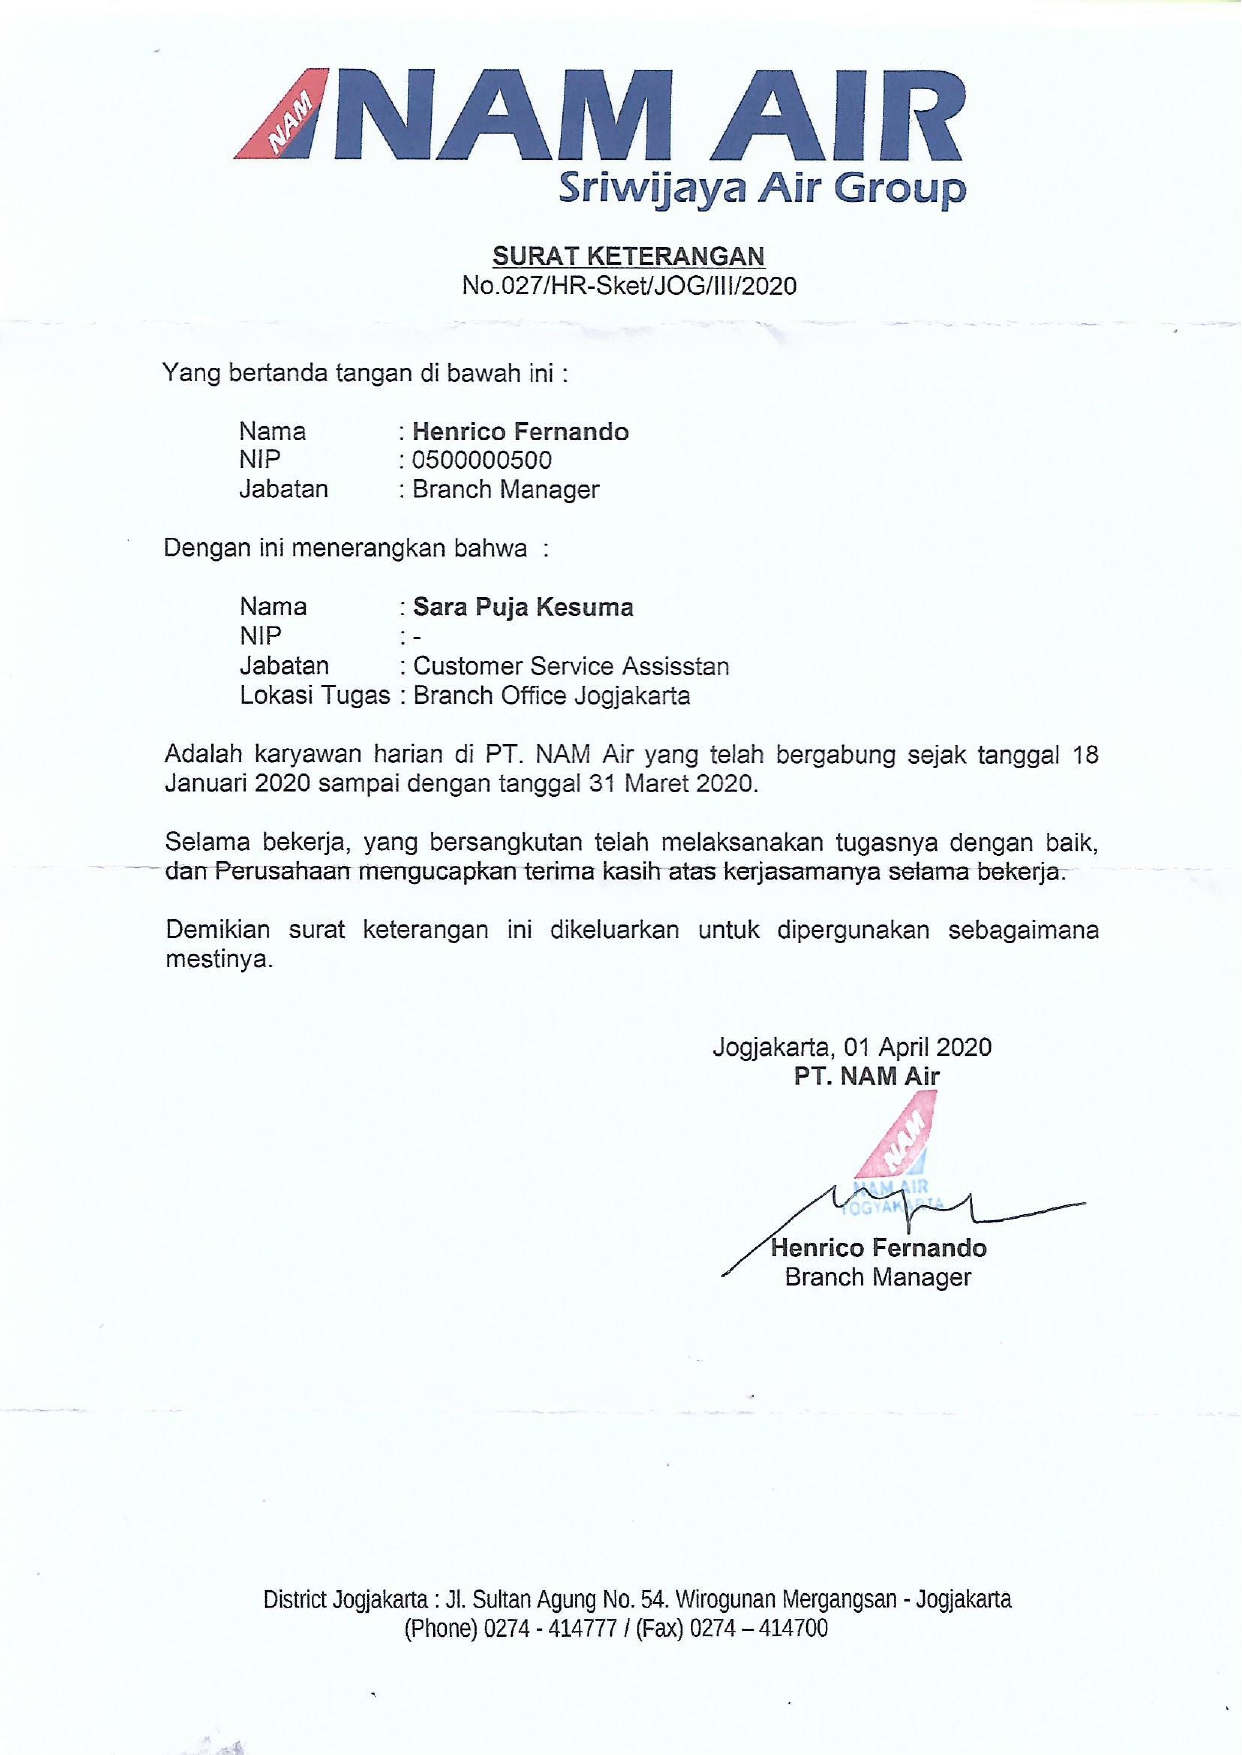 NAM NAM AIR
Sriwijaya Air Group
SURAT KETERANGAN
No.027/HR-Sket/JOG/III/2020
Yang bertanda tangan di bawah ini :
Nama : Henrico Fernando
NIP : 0500000500
Jabatan : Branch Manager
Dengan ini menerangkan bahwa :
Nama : Sara Puja Kesuma
NIP : -
Jabatan : Customer Service Assisstan
Lokasi Tugas : Branch Office Jogjakarta
Adalah karyawan harian di PT. NAM Air yang telah bergabung sejak tanggal 18
Januari 2020 sampai dengan tanggal 31 Maret 2020.
Selama bekerja, yang bersangkutan telah melaksanakan tugasnya dengan baik,
dan Perusahaan mengucapkan terima kasih atas kerjasamanya selama bekerja.
Demikian surat keterangan ini dikeluarkan untuk dipergunakan sebagaimana
mestinya.
Jogjakarta, 01 April 2020
PT. NAM Air
NAM
NAM AIR
YOGYAKARTA
Henrico Fernando
Branch Manager
District Jogjakarta : Jl. Sultan Agung No. 54. Wirogunan Mergangsan - Jogjakarta
(Phone) 0274 - 414777 / (Fax) 0274 – 414700